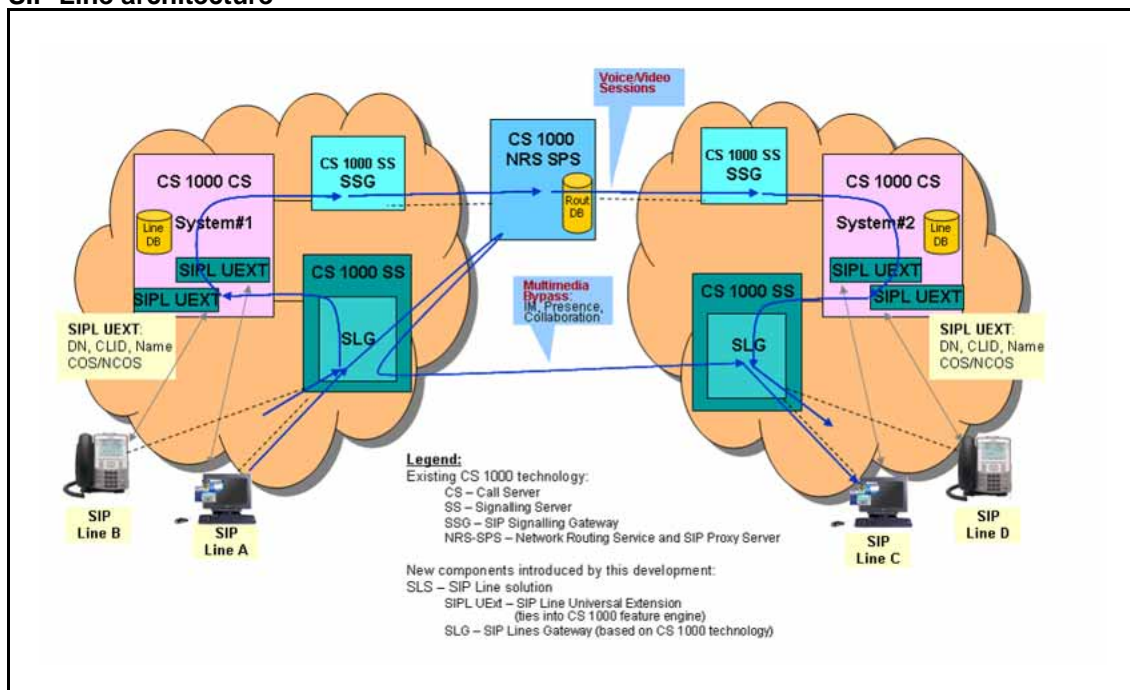 SIP Line architecture
Voice/Video
Sessions
CS 1000 CS
System#1
Line
DB
SIPL UEXT
SIPL UEXT
CS 1000 SS
SSG
CS 1000
NRS SPS
Rout
DB
CS 1000 SS
SSG
CS 1000 CS
System#2
Line
DB
SIPL UEXT
SIPL UEXT
CS 1000 SS
SLG
Multimedia
Bypass:
IM, Presence,
Collaboration
CS 1000 SS
SLG
SIPL UEXT:
DN, CLID, Name
COS/NCOS
SIPL UEXT:
DN, CLID, Name
COS/NCOS
SIP
Line B
SIP
Line A
SIP
Line C
SIP
Line D
Legend:
Existing CS 1000 technology:
CS – Call Server
SS – Signalling Server
SSG – SIP Signalling Gateway
NRS-SPS – Network Routing Service and SIP Proxy Server
New components introduced by this development:
SLS – SIP Line solution
SIPL UExt – SIP Line Universal Extension
(ties into CS 1000 feature engine)
SLG – SIP Lines Gateway (based on CS 1000 technology)